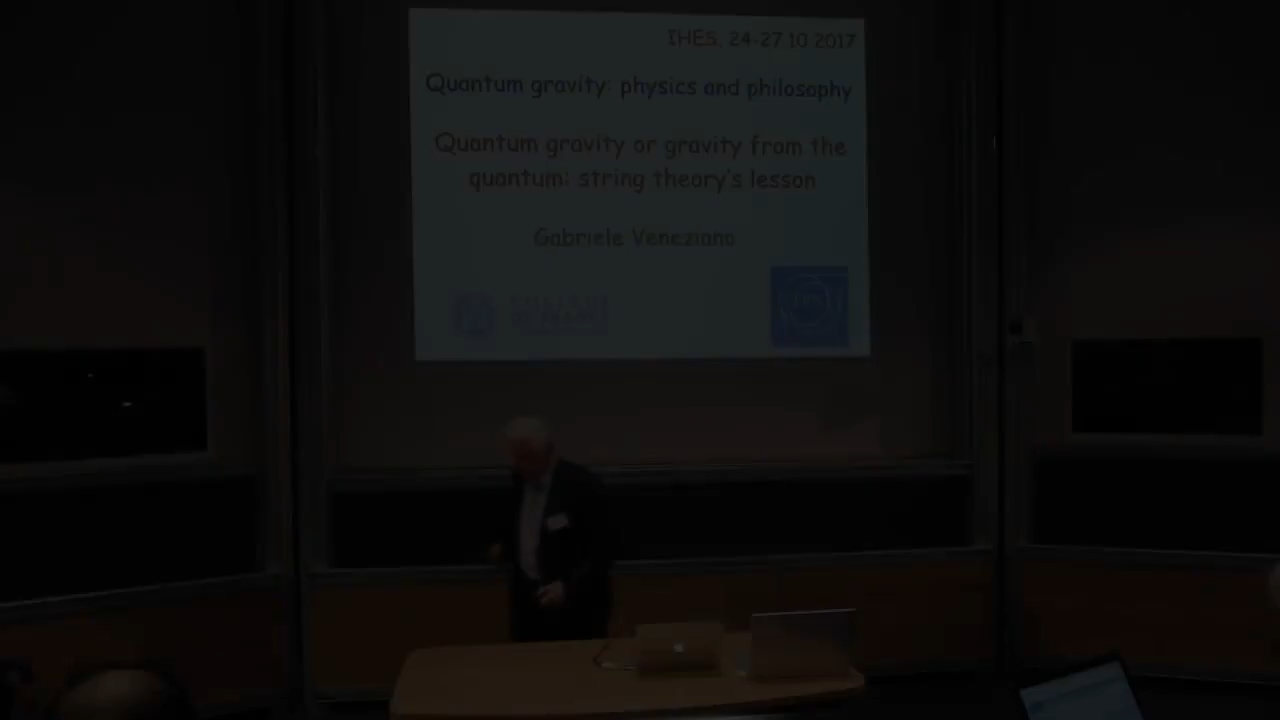 IHES, 24-27.10 2017
Quantum gravity: physics and philosophy
Quantum gravity or gravity from the
quantum: string theory's lesson
Gabriele Veneziano